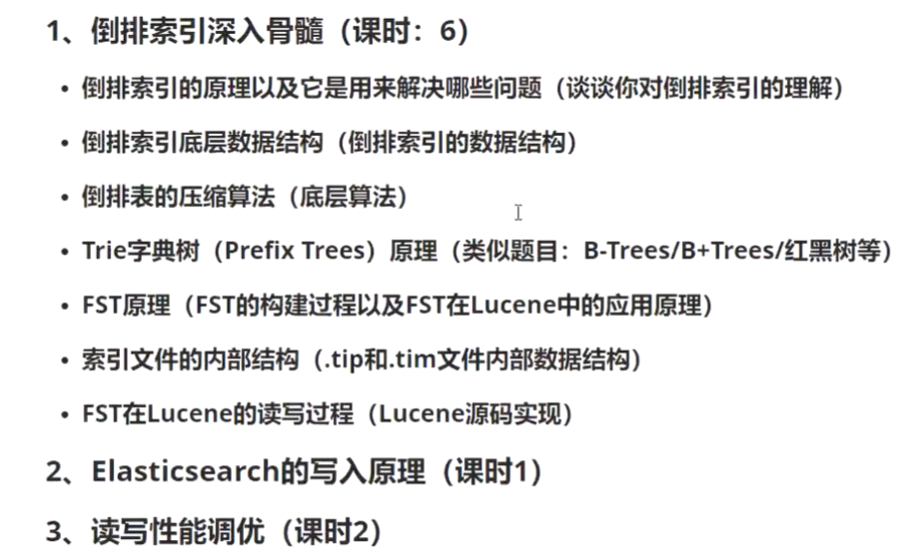 1、倒排索引深入骨髓（课时：6）
• 倒排索引的原理以及它是用来解决哪些问题（谈谈你对倒排索引的理解）
• 倒排索引底层数据结构（倒排索引的数据结构）
• 倒排表的压缩算法（底层算法）
• Trie字典树（Prefix Trees）原理（类似题目：B-Trees/B+Trees/红黑树等）
• FST原理（FST的构建过程以及FST在Lucene中的应用原理）
• 索引文件的内部结构（.tip和.tim文件内部数据结构）
• FST在Lucene的读写过程（Lucene源码实现）
2、Elasticsearch的写入原理（课时1）
3、读写性能调优（课时2）